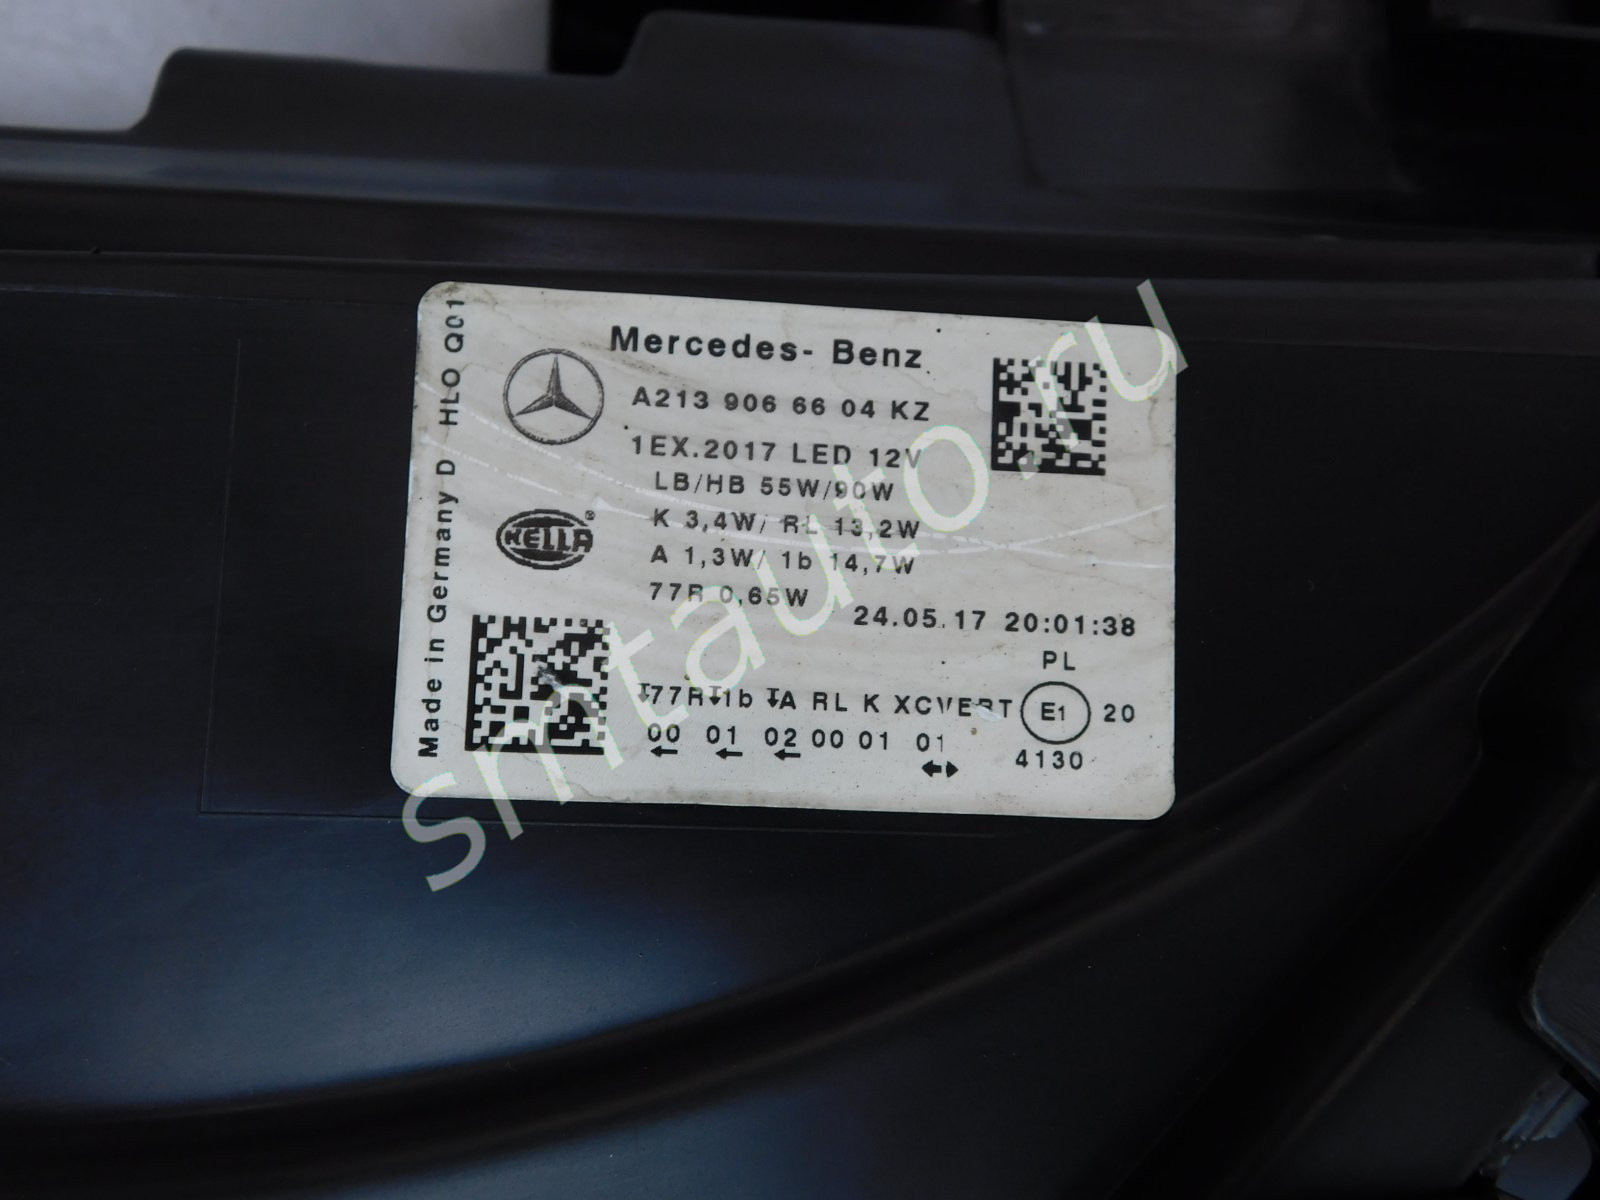 Mercedes- Benz
A213 906 66 04 KZ
1EX.2017 LED 12V
LB/HB 55W/90W
K 3,4W/ RL 13,2W
A 1,3W/ 1b 14,7W
77R 0,65W
24.05.17 20:01:38
PL
77R 1b A RL K XCVERT E1 20
00 01 02 00 01 01
4130
HELLA®
Made in Germany D HLO Q01
smtauto.ru